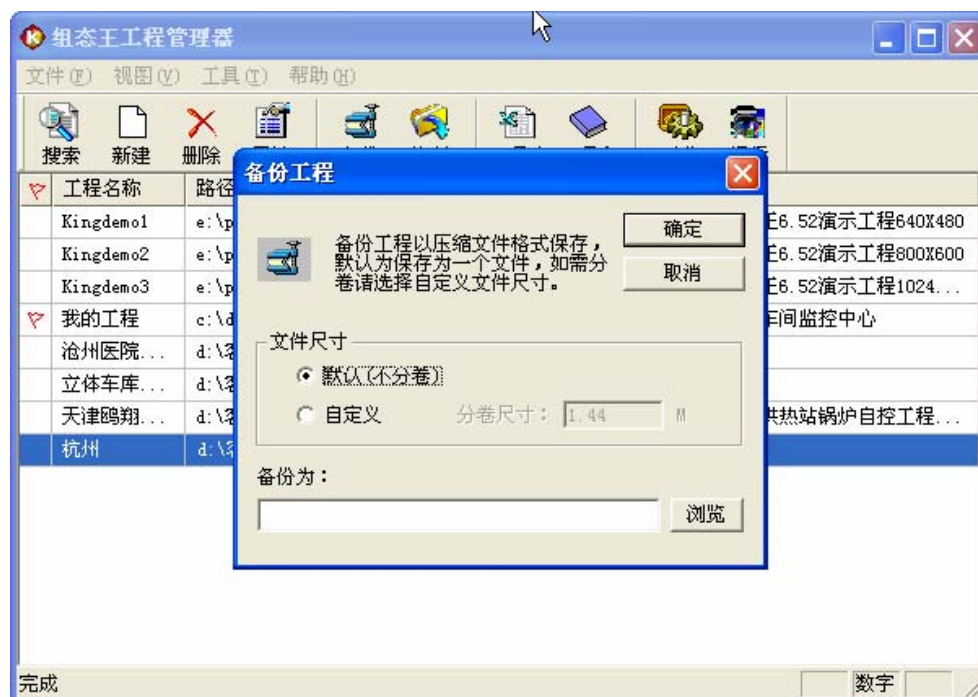 组态王工程管理器
文件(F) 视图(V) 工具(T) 帮助(H)
搜索 新建 删除
工程名称 路径
Kingdemo1 e:\p 6.52演示工程640X480
Kingdemo2 e:\p 6.52演示工程800X600
Kingdemo3 e:\p 6.52演示工程1024...
我的工程 c:\d 车间监控中心
沧州医院... d:\客
立体车库... d:\客
天津鸥翔... d:\客 供热站锅炉自控工程...
杭州 d:\客
备份工程
备份工程以压缩文件格式保存,
默认为保存为一个文件,如需分
卷请选择自定义文件尺寸。
确定
取消
文件尺寸
默认(不分卷)
自定义 分卷尺寸: 1.44 M
备份为:
浏览
完成 数字